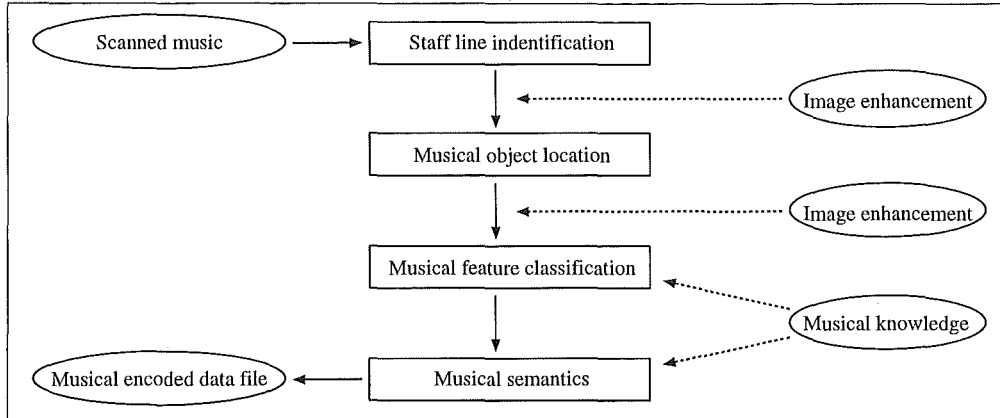 Scanned music
Staff line indentification
Image enhancement
Musical object location
Image enhancement
Musical feature classification
Musical knowledge
Musical encoded data file
Musical semantics